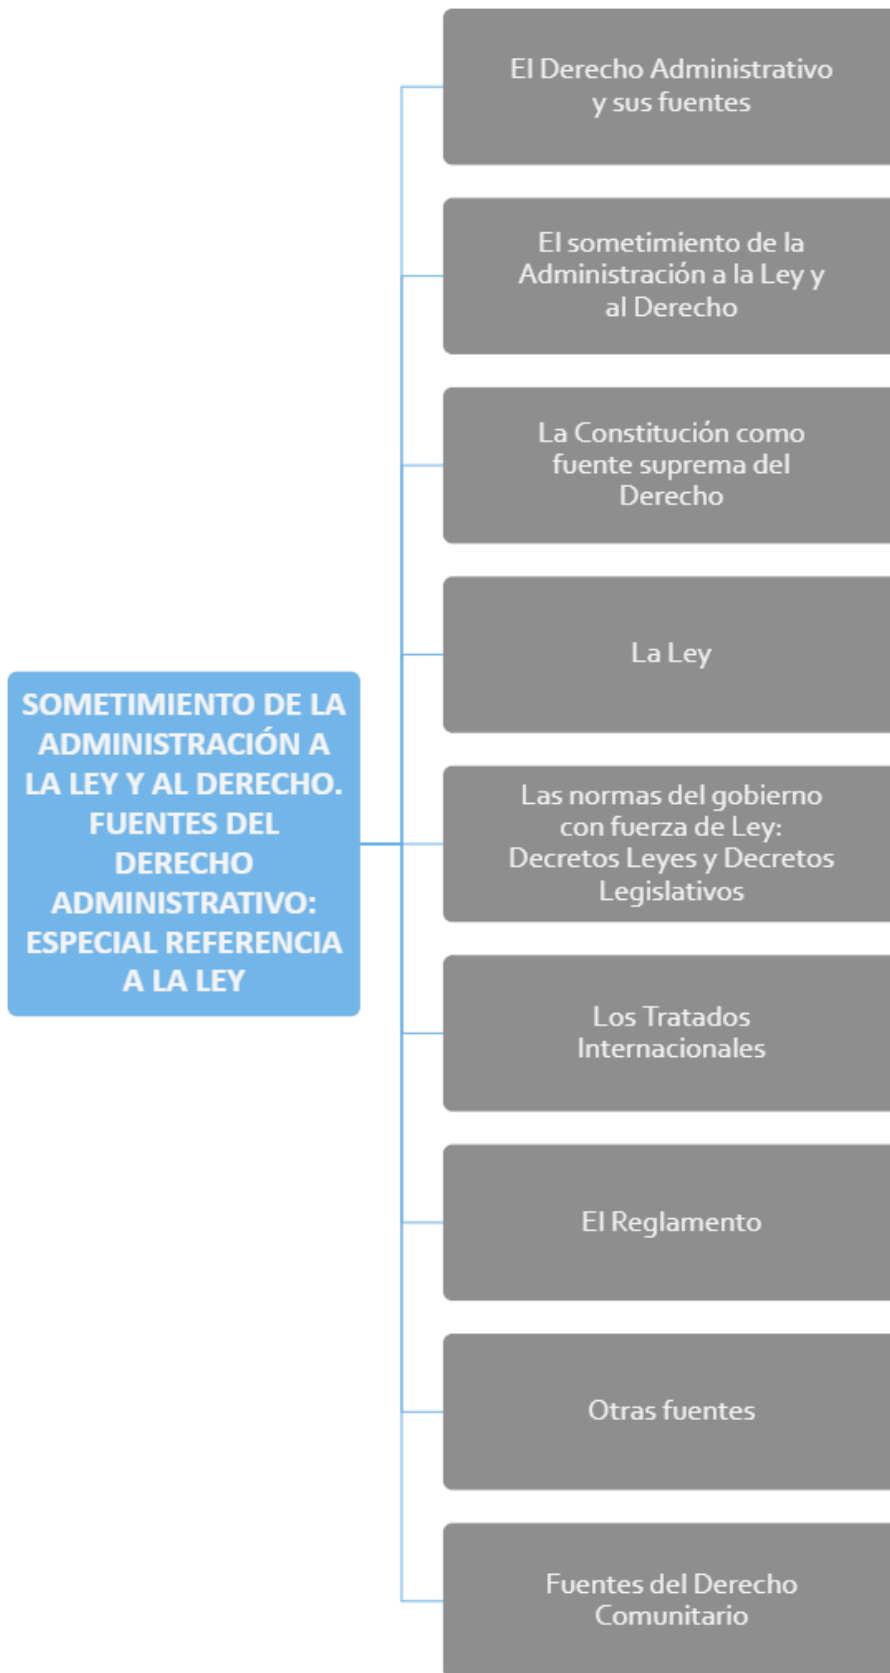 El Derecho Administrativo
y sus fuentes
El sometimiento de la
Administración a la Ley y
al Derecho
La Constitución como
fuente suprema del
Derecho
La Ley
SOMETIMIENTO DE LA
ADMINISTRACIÓN A
LA LEY Y AL DERECHO.
FUENTES DEL
DERECHO
ADMINISTRATIVO:
ESPECIAL REFERENCIA
A LA LEY
Las normas del gobierno
con fuerza de Ley:
Decretos Leyes y Decretos
Legislativos
Los Tratados
Internacionales
El Reglamento
Otras fuentes
Fuentes del Derecho
Comunitario